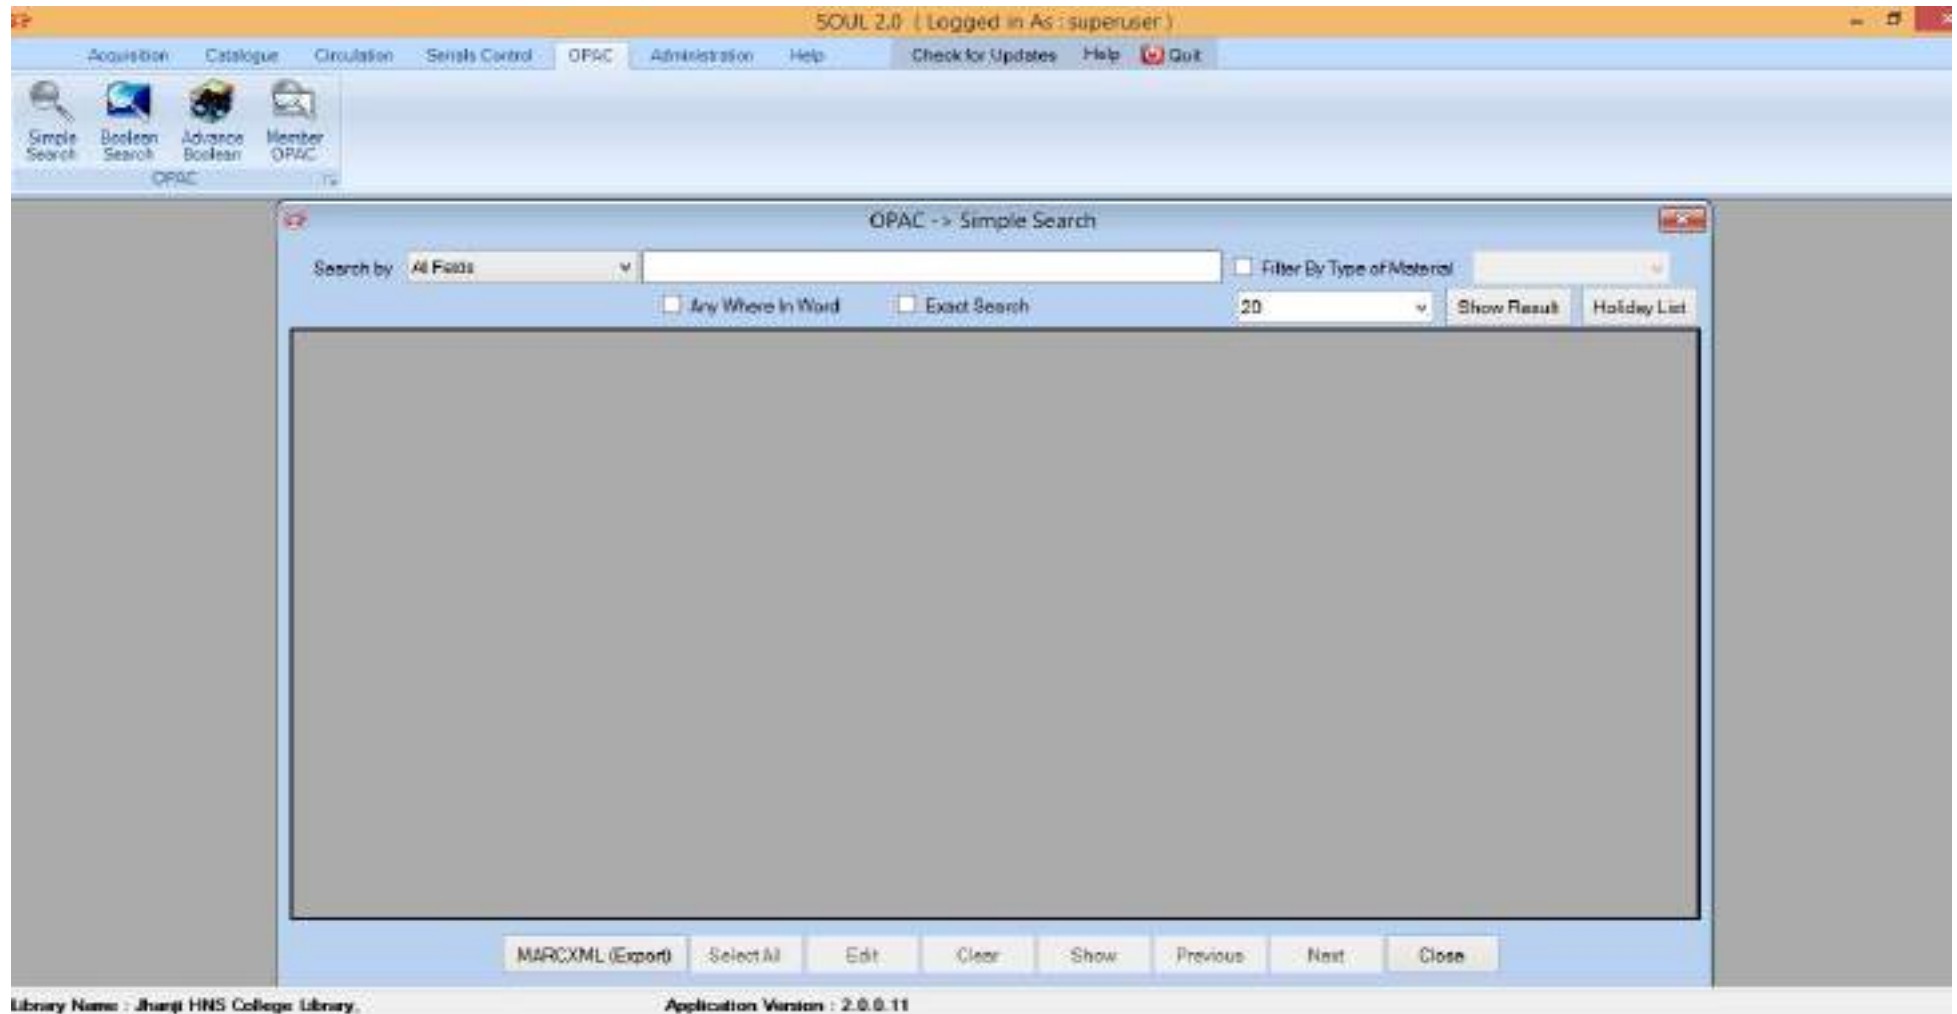 SOUL 2.0 ( Logged in As : superuser )
Acquisition Catalogue Circulation Serials Control OPAC Administration Help Check for Updates Help Quit
Simple Search Boolean Search Advance Boolean Member OPAC
OPAC
OPAC -> Simple Search
Search by All Fields Filter By Type of Material
Any Where In Word Exact Search 20 Show Result Holiday List
MARCXML (Export) Select All Edit Clear Show Previous Next Close
Library Name : Jhanji HNS College Library, Application Version : 2.0.0.11